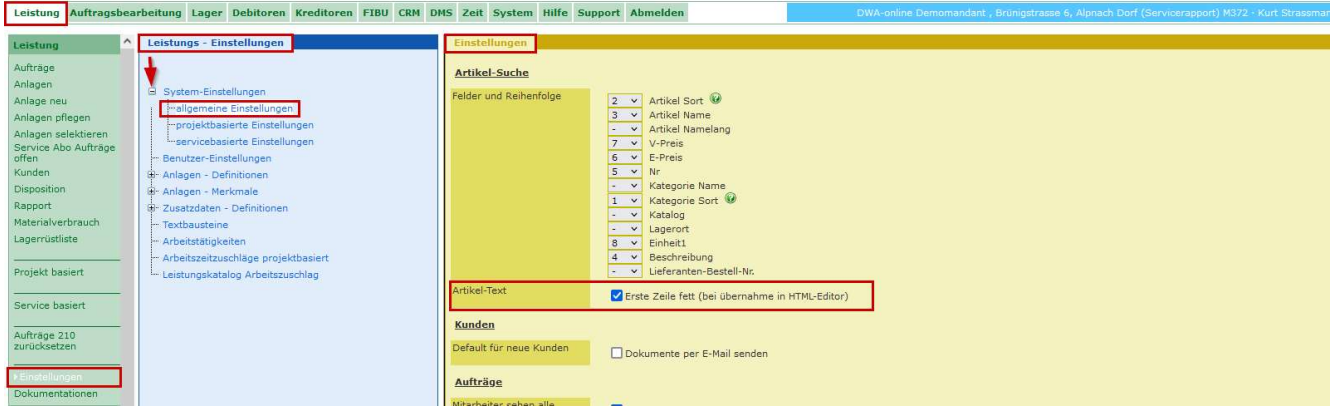 Leistung Auftragsbearbeitung Lager Debitoren Kreditoren FIBU CRM DMS Zeit System Hilfe Support Abmelden
DWA-online Demomandant , Brünigstrasse 6, Alpnach Dorf (Servicerapport) M372 - Kurt Strassmar
Leistung
Aufträge
Anlagen
Anlage neu
Anlagen pflegen
Anlagen selektieren
Service Abo Aufträge
offen
Kunden
Disposition
Rapport
Materialverbrauch
Lagerrüstliste
Projekt basiert
Service basiert
Aufträge 210
zurücksetzen
Einstellungen
Dokumentationen
Leistungs - Einstellungen
System-Einstellungen
allgemeine Einstellungen
projektbasierte Einstellungen
servicebasierte Einstellungen
Benutzer-Einstellungen
Anlagen - Definitionen
Anlagen - Merkmale
Zusatzdaten - Definitionen
Textbausteine
Arbeitstätigkeiten
Arbeitszeitzuschläge projektbasiert
Leistungskatalog Arbeitszuschlag
Einstellungen
Artikel-Suche
Felder und Reihenfolge
2 Artikel Sort
3 Artikel Name
- Artikel Namelang
7 V-Preis
6 E-Preis
5 Nr
- Kategorie Name
1 Kategorie Sort
- Katalog
- Lagerort
8 Einheit1
4 Beschreibung
- Lieferanten-Bestell-Nr.
Artikel-Text
Erste Zeile fett (bei übernahme in HTML-Editor)
Kunden
Default für neue Kunden
Dokumente per E-Mail senden
Aufträge
Mitarbeiter sehen alle